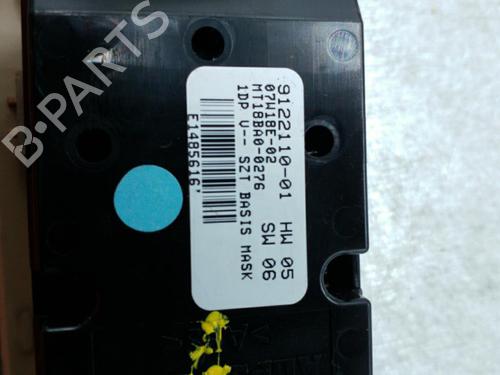 B-PARTS
9122110-01 HW 05
07W18E-02 SW 06
MT18BA0-0276
1DP V-- SZT BASIS MASK
E1485616'